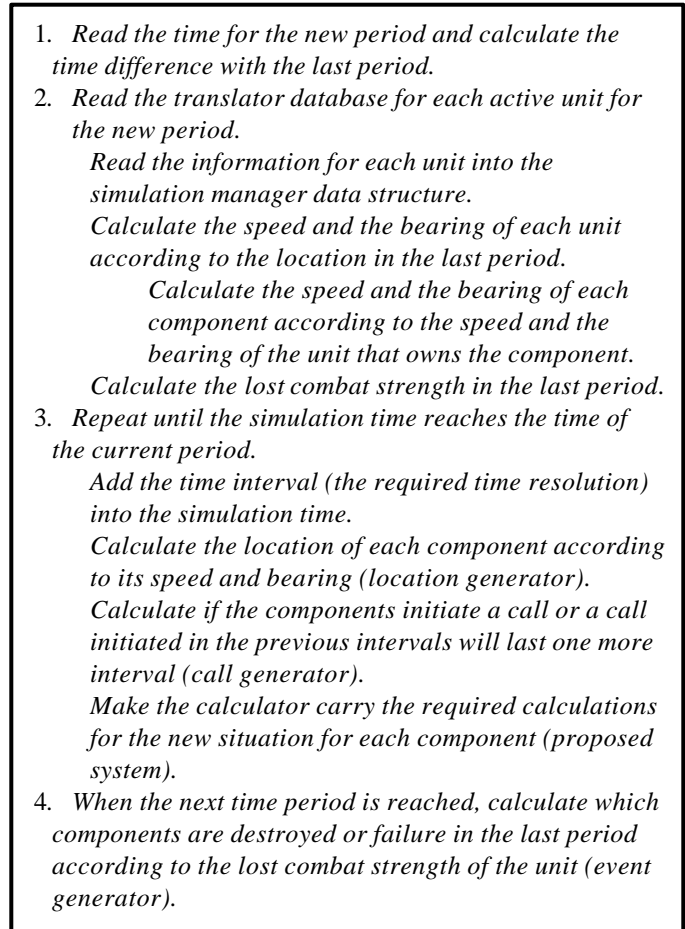 1. Read the time for the new period and calculate the
time difference with the last period.
2. Read the translator database for each active unit for
the new period.
Read the information for each unit into the
simulation manager data structure.
Calculate the speed and the bearing of each unit
according to the location in the last period.
Calculate the speed and the bearing of each
component according to the speed and the
bearing of the unit that owns the component.
Calculate the lost combat strength in the last period.
3. Repeat until the simulation time reaches the time of
the current period.
Add the time interval (the required time resolution)
into the simulation time.
Calculate the location of each component according
to its speed and bearing (location generator).
Calculate if the components initiate a call or a call
initiated in the previous intervals will last one more
interval (call generator).
Make the calculator carry the required calculations
for the new situation for each component (proposed
system).
4. When the next time period is reached, calculate which
components are destroyed or failure in the last period
according to the lost combat strength of the unit (event
generator).